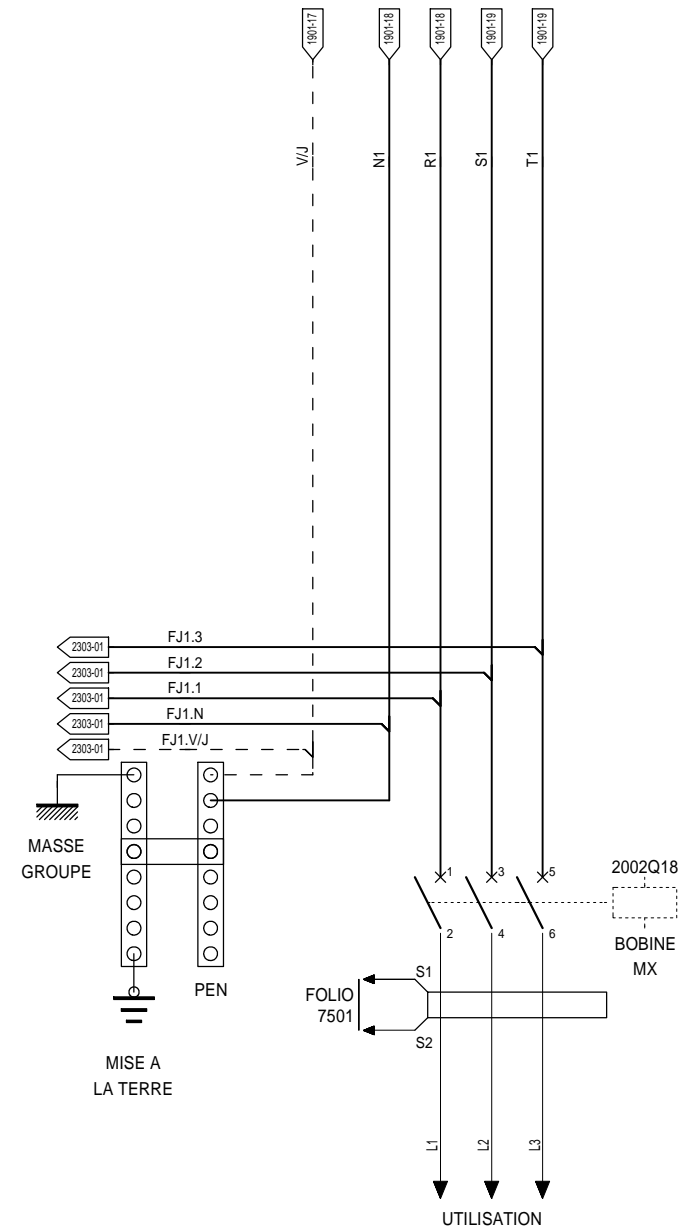 1901-17
1901-18
1901-18
1901-19
1901-19
V/J
N1
R1
S1
T1
2303-01
FJ1.3
2303-01
FJ1.2
2303-01
FJ1.1
2303-01
FJ1.N
2303-01
FJ1.V/J
MASSE
GROUPE
PEN
MISE A
LA TERRE
1
3
5
2
4
6
2002Q18
BOBINE
MX
S1
FOLIO
7501
S2
L1
L2
L3
UTILISATION